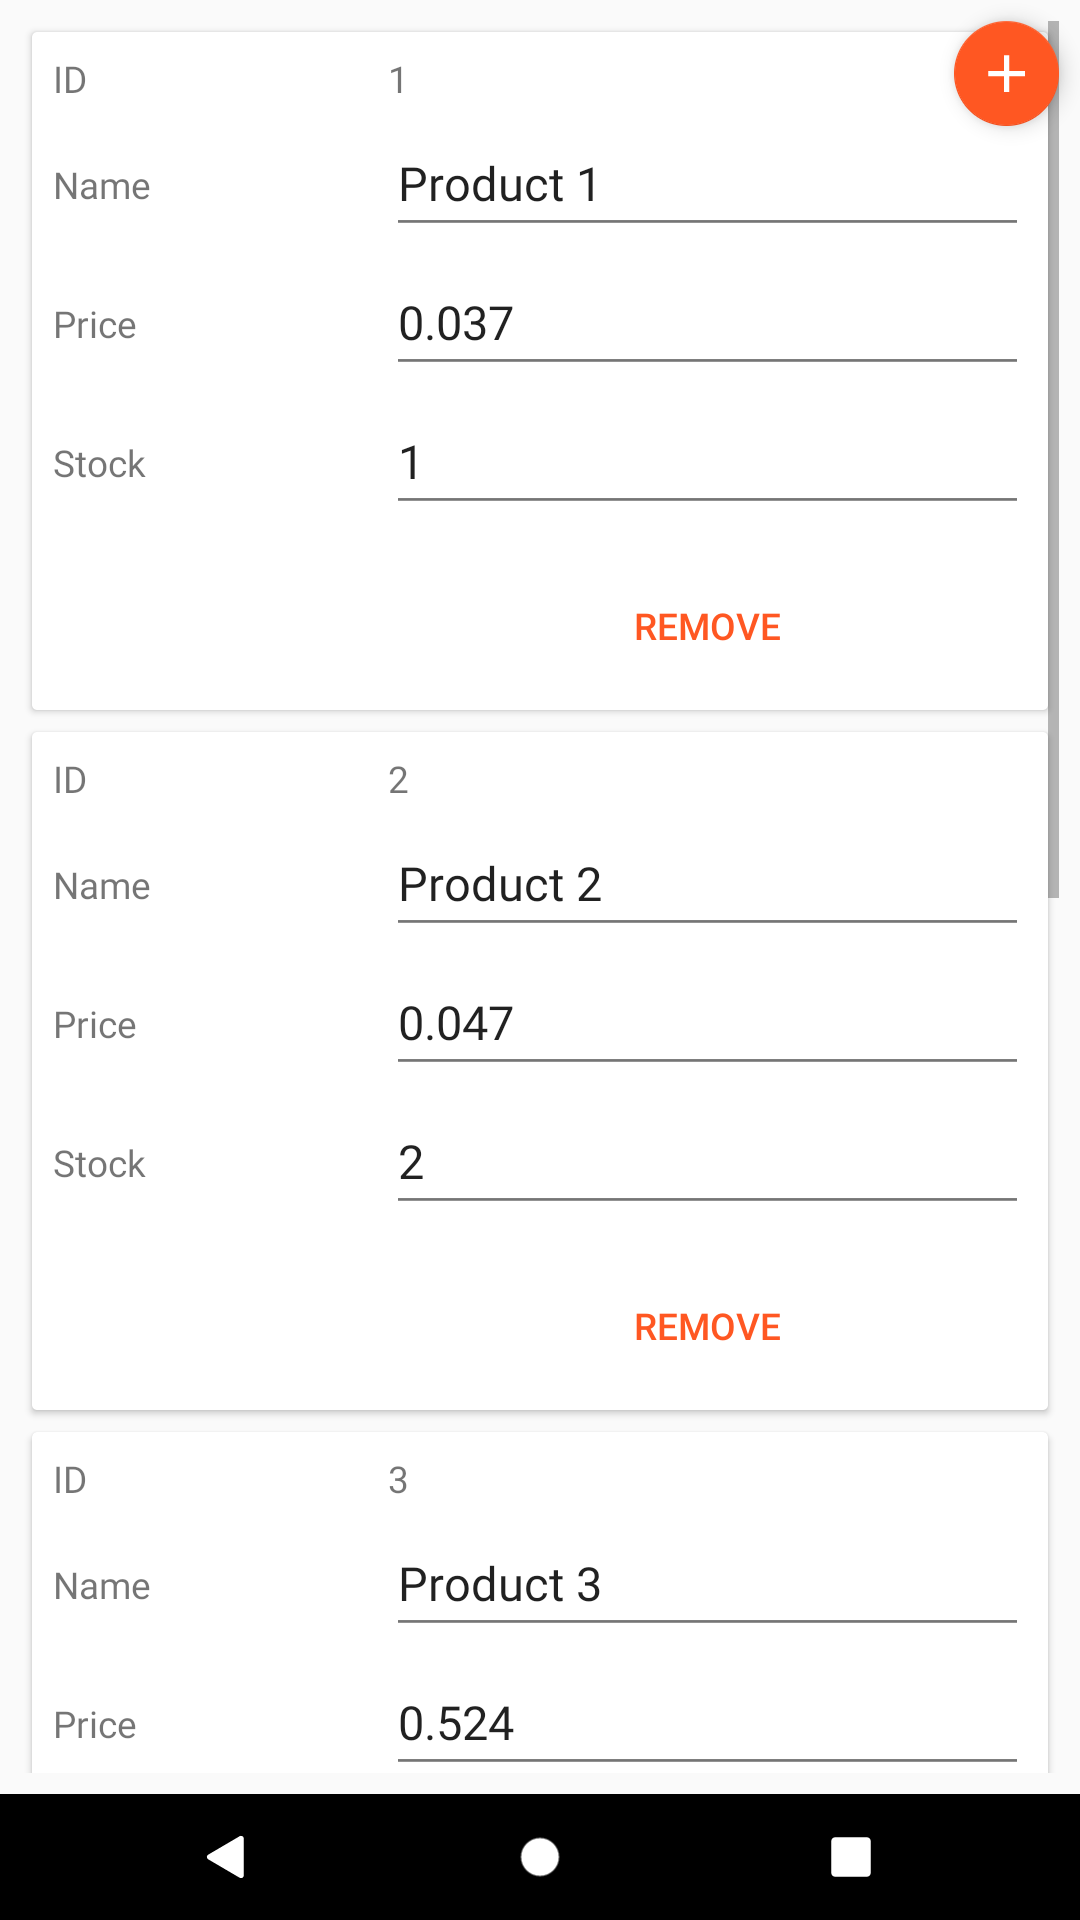 ID 1
Name Product 1
Price 0.037
Stock 1
REMOVE
ID 2
Name Product 2
Price 0.047
Stock 2
REMOVE
ID 3
Name Product 3
Price 0.524